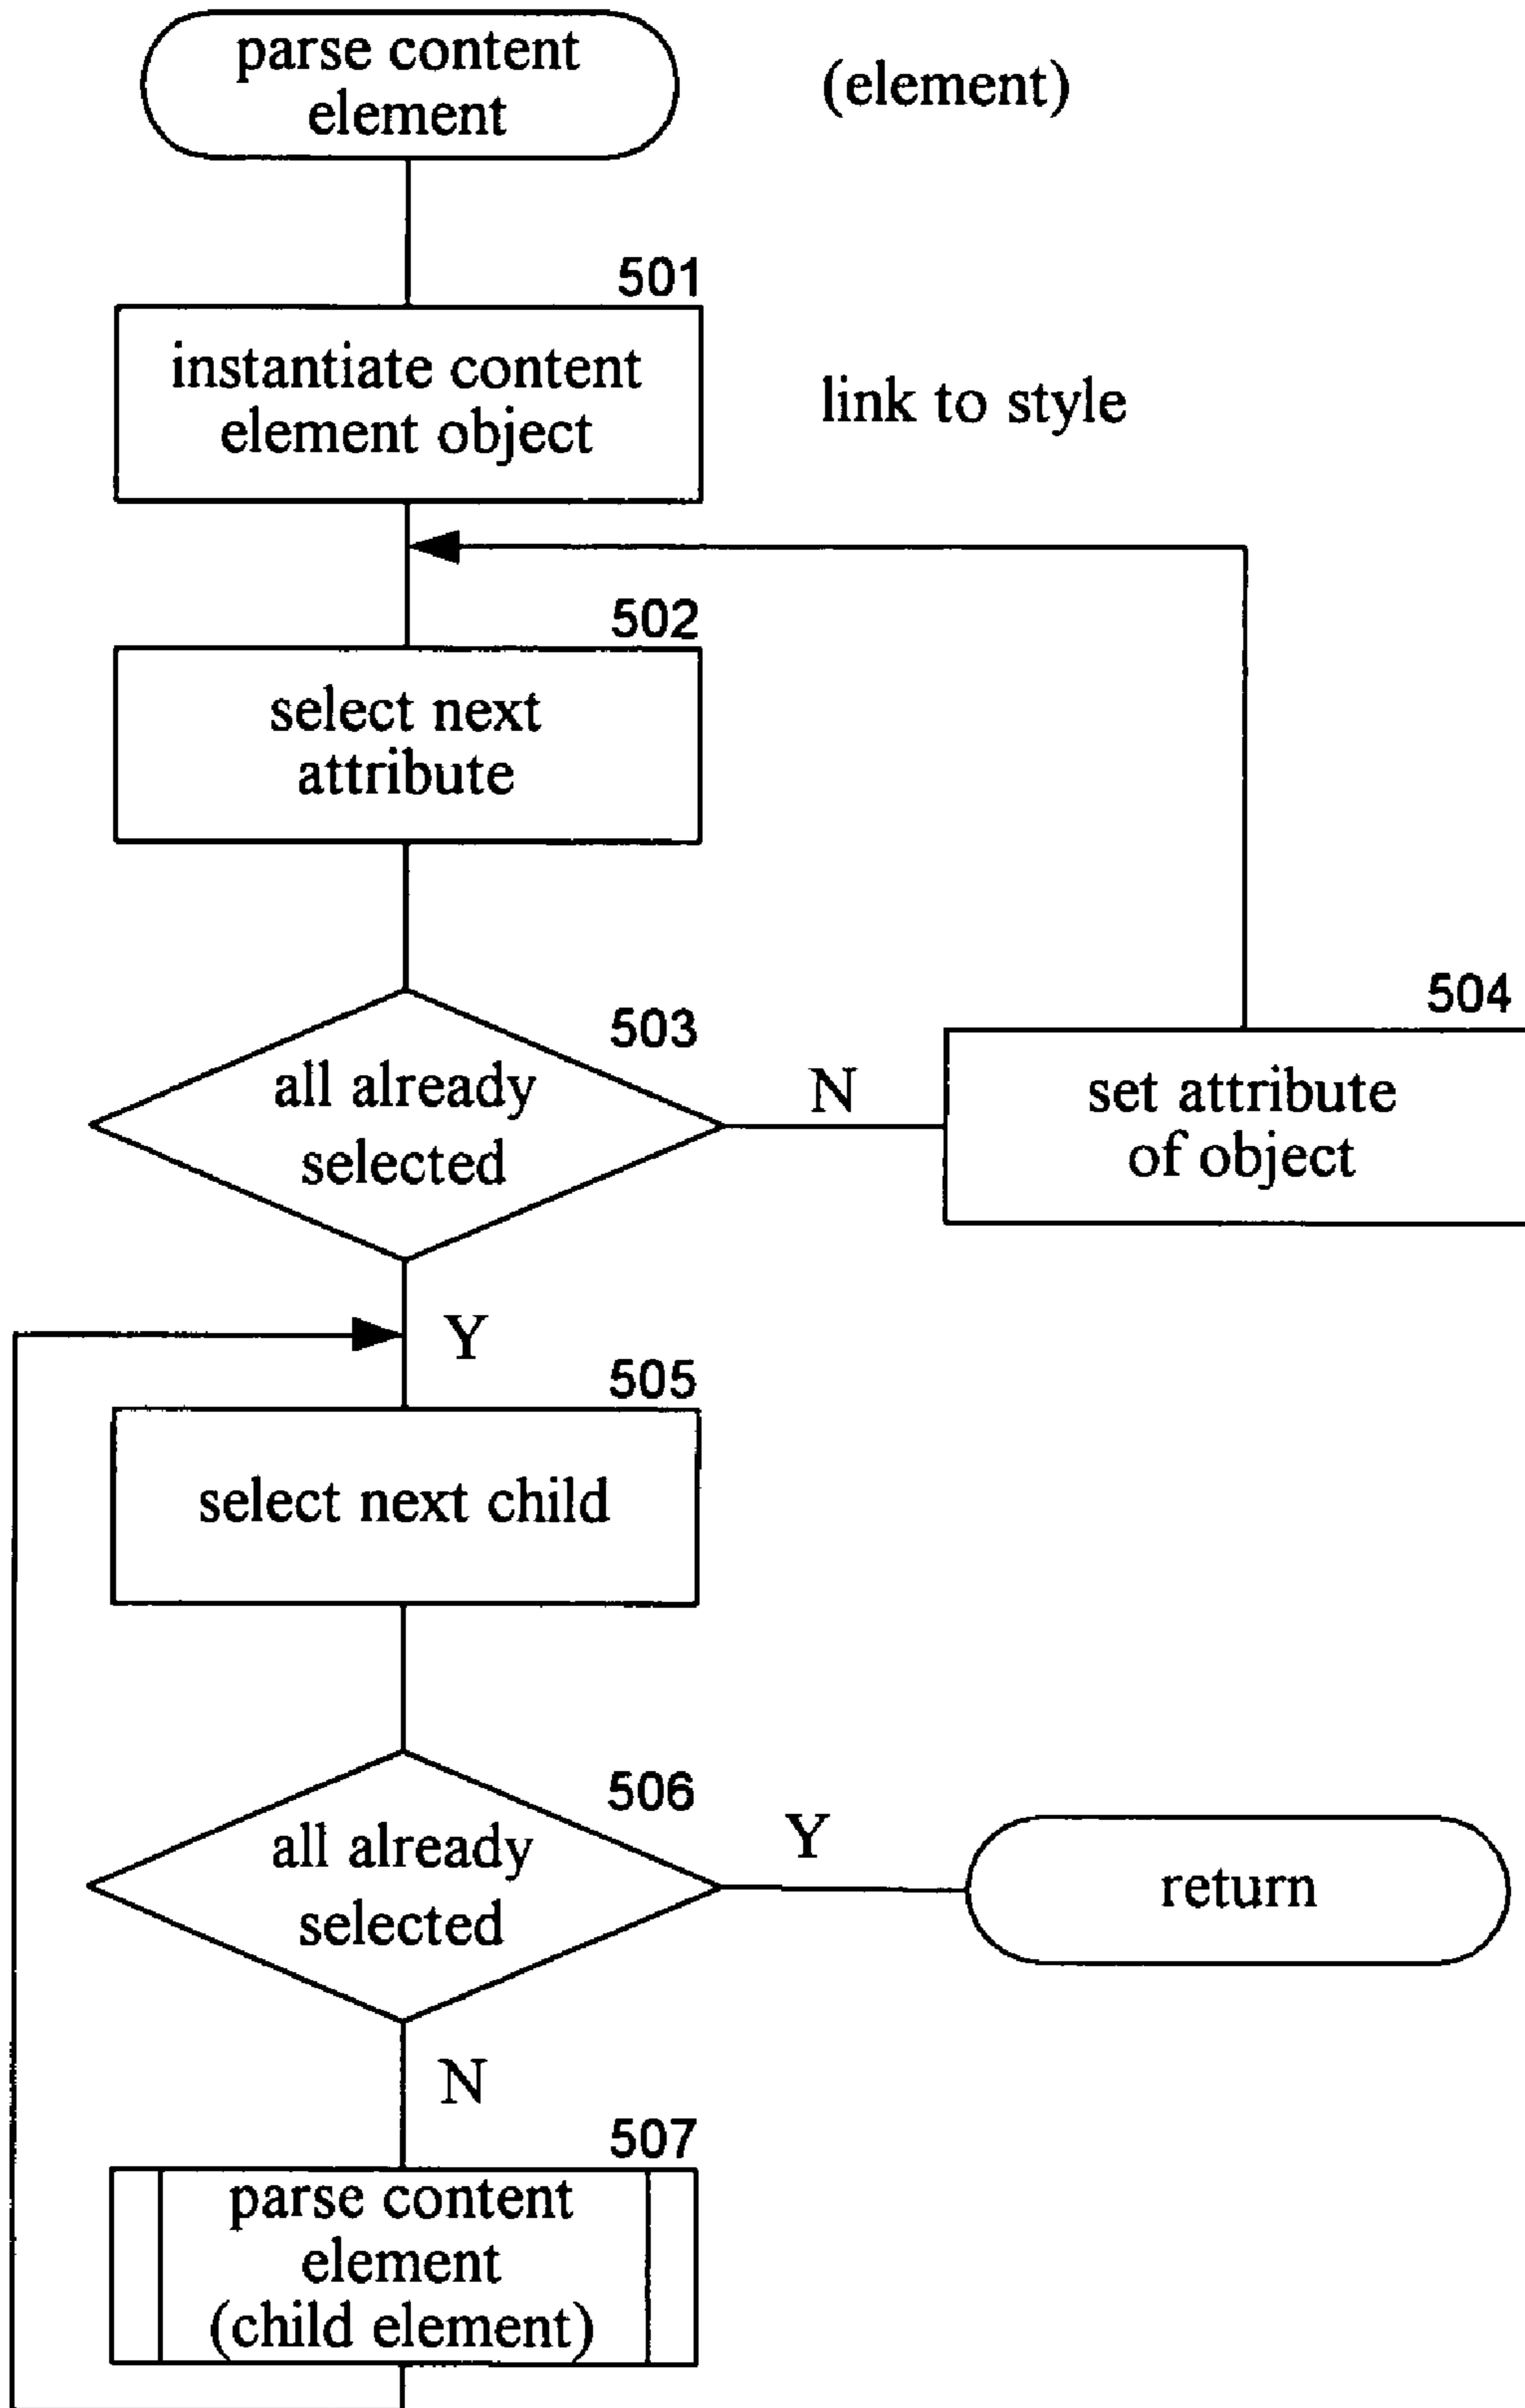 parse content
element
(element)
501
instantiate content
element object
link to style
502
select next
attribute
503
all already
selected
N
504
set attribute
of object
Y
505
select next child
506
all already
selected
Y
return
N
507
parse content
element
(child element)